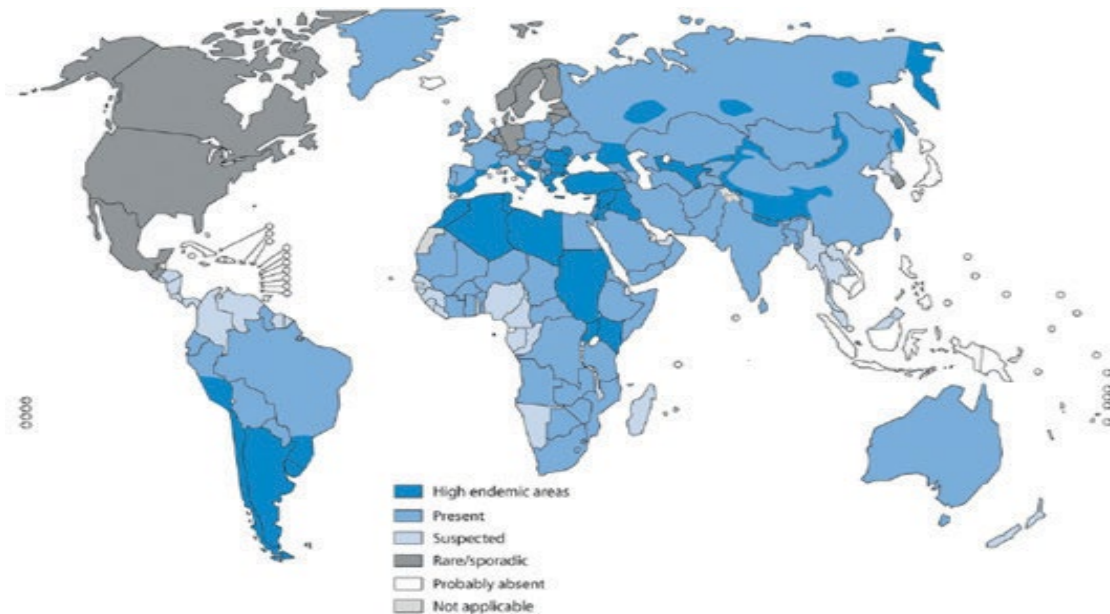 High endemic areas
Present
Suspected
Rare/sporadic
Probably absent
Not applicable